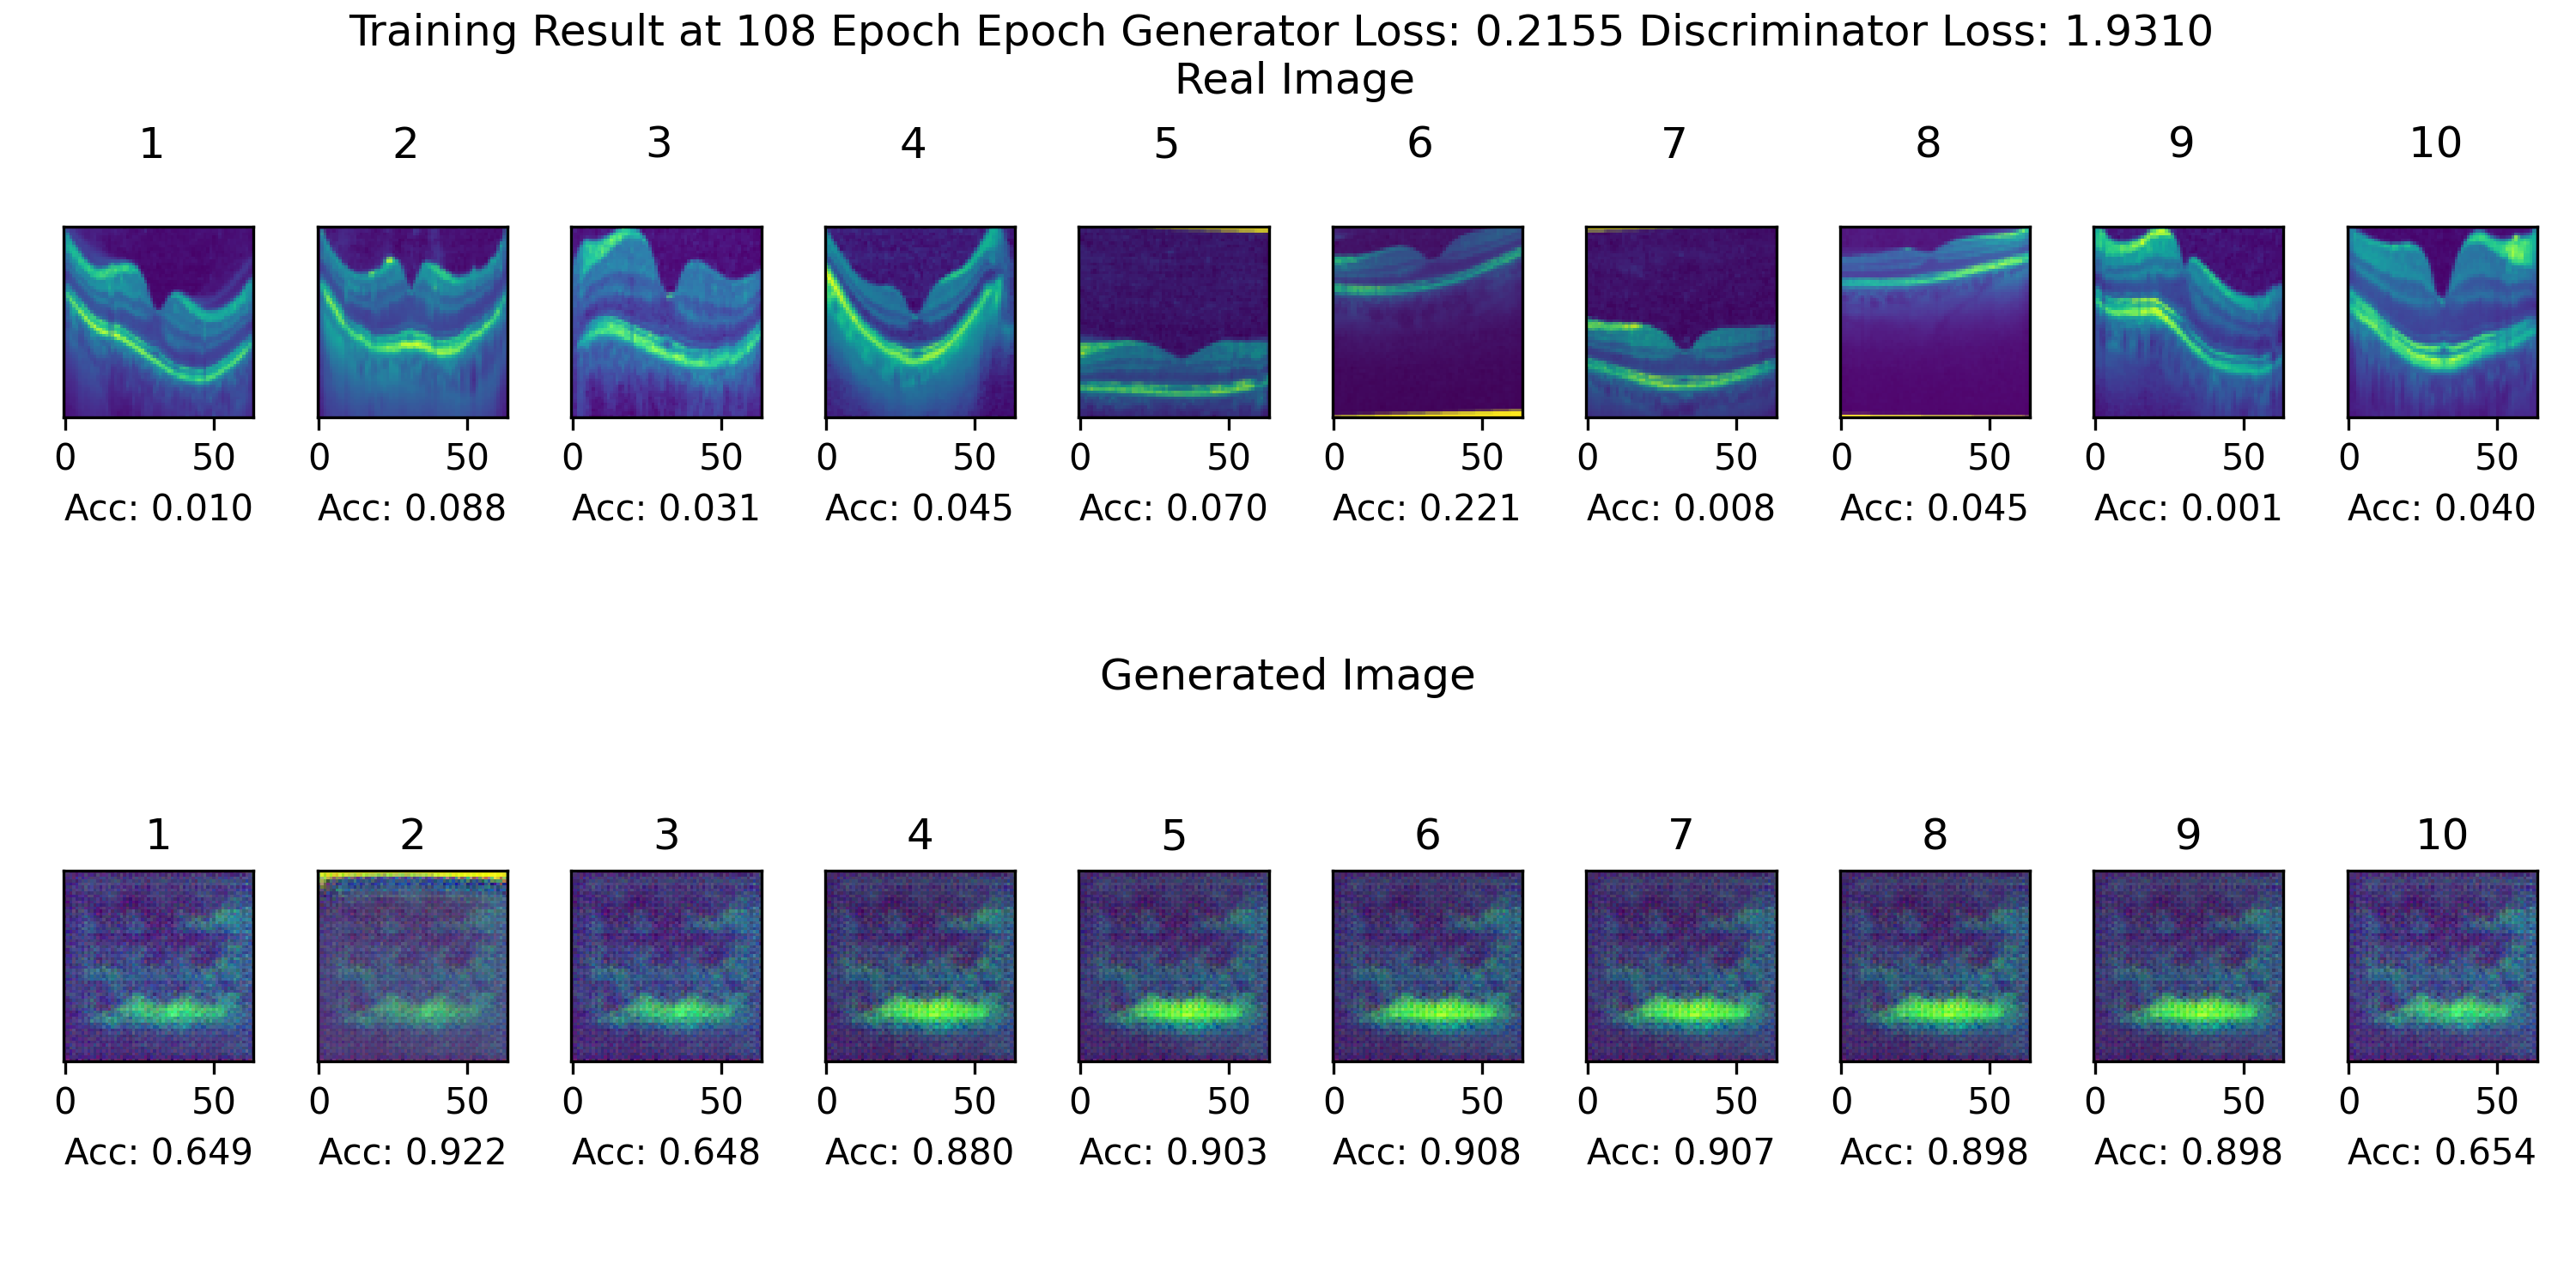 Training Result at 108 Epoch Epoch Generator Loss: 0.2155 Discriminator Loss: 1.9310
Real Image
1 2 3 4 5 6 7 8 9 10
0 50 0 50 0 50 0 50 0 50 0 50 0 50 0 50 0 50 0 50
Acc: 0.010 Acc: 0.088 Acc: 0.031 Acc: 0.045 Acc: 0.070 Acc: 0.221 Acc: 0.008 Acc: 0.045 Acc: 0.001 Acc: 0.040
Generated Image
1 2 3 4 5 6 7 8 9 10
0 50 0 50 0 50 0 50 0 50 0 50 0 50 0 50 0 50 0 50
Acc: 0.649 Acc: 0.922 Acc: 0.648 Acc: 0.880 Acc: 0.903 Acc: 0.908 Acc: 0.907 Acc: 0.898 Acc: 0.898 Acc: 0.654